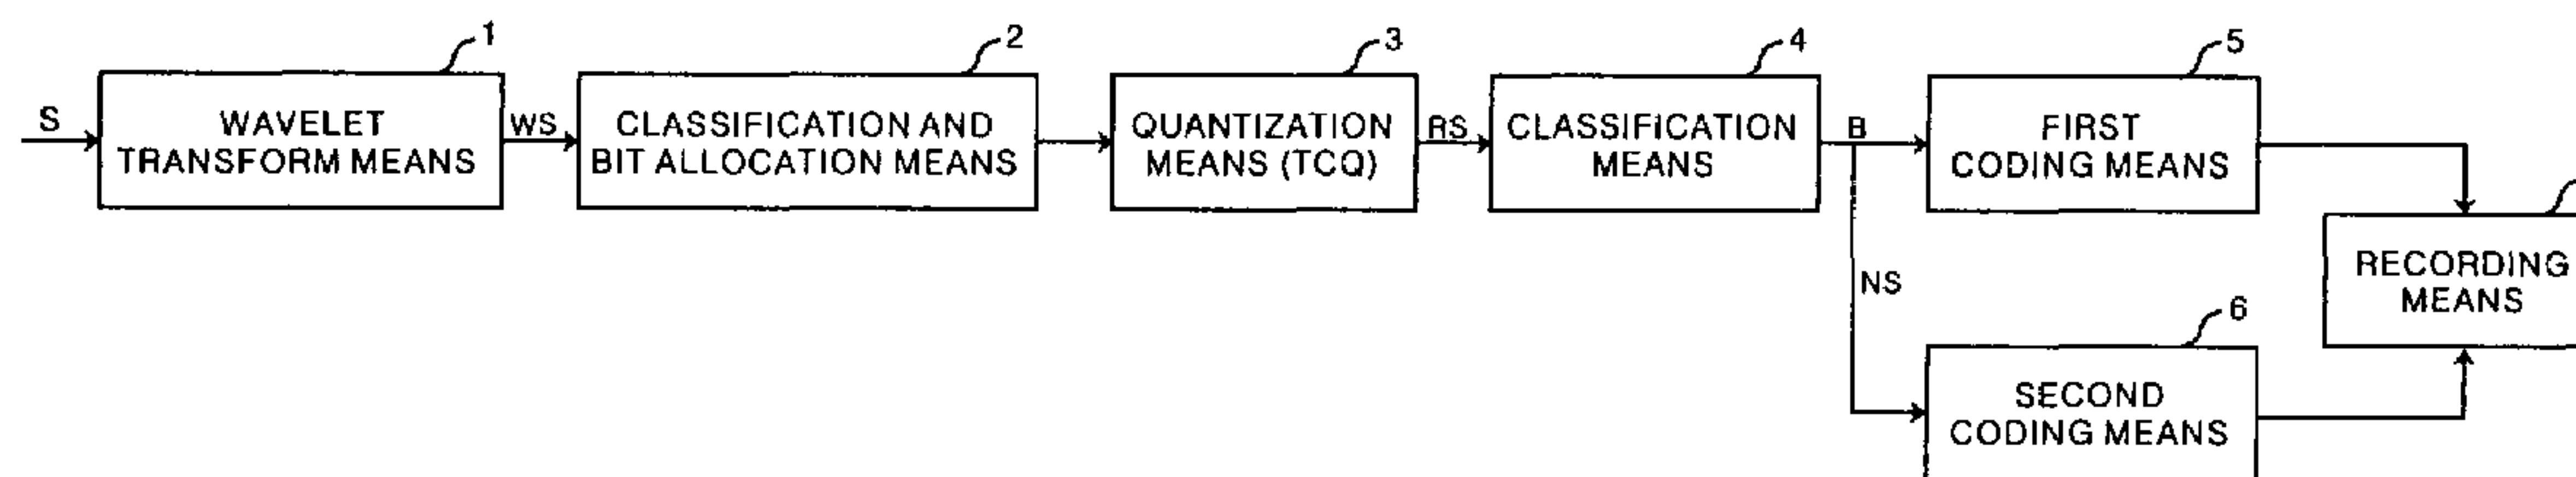 1
2
3
4
5
S
WAVELET
TRANSFORM MEANS
WS
CLASSIFICATION AND
BIT ALLOCATION MEANS
QUANTIZATION
MEANS (TCQ)
RS
CLASSIFICATION
MEANS
B
FIRST
CODING MEANS
NS
RECORDING
MEANS
6
SECOND
CODING MEANS